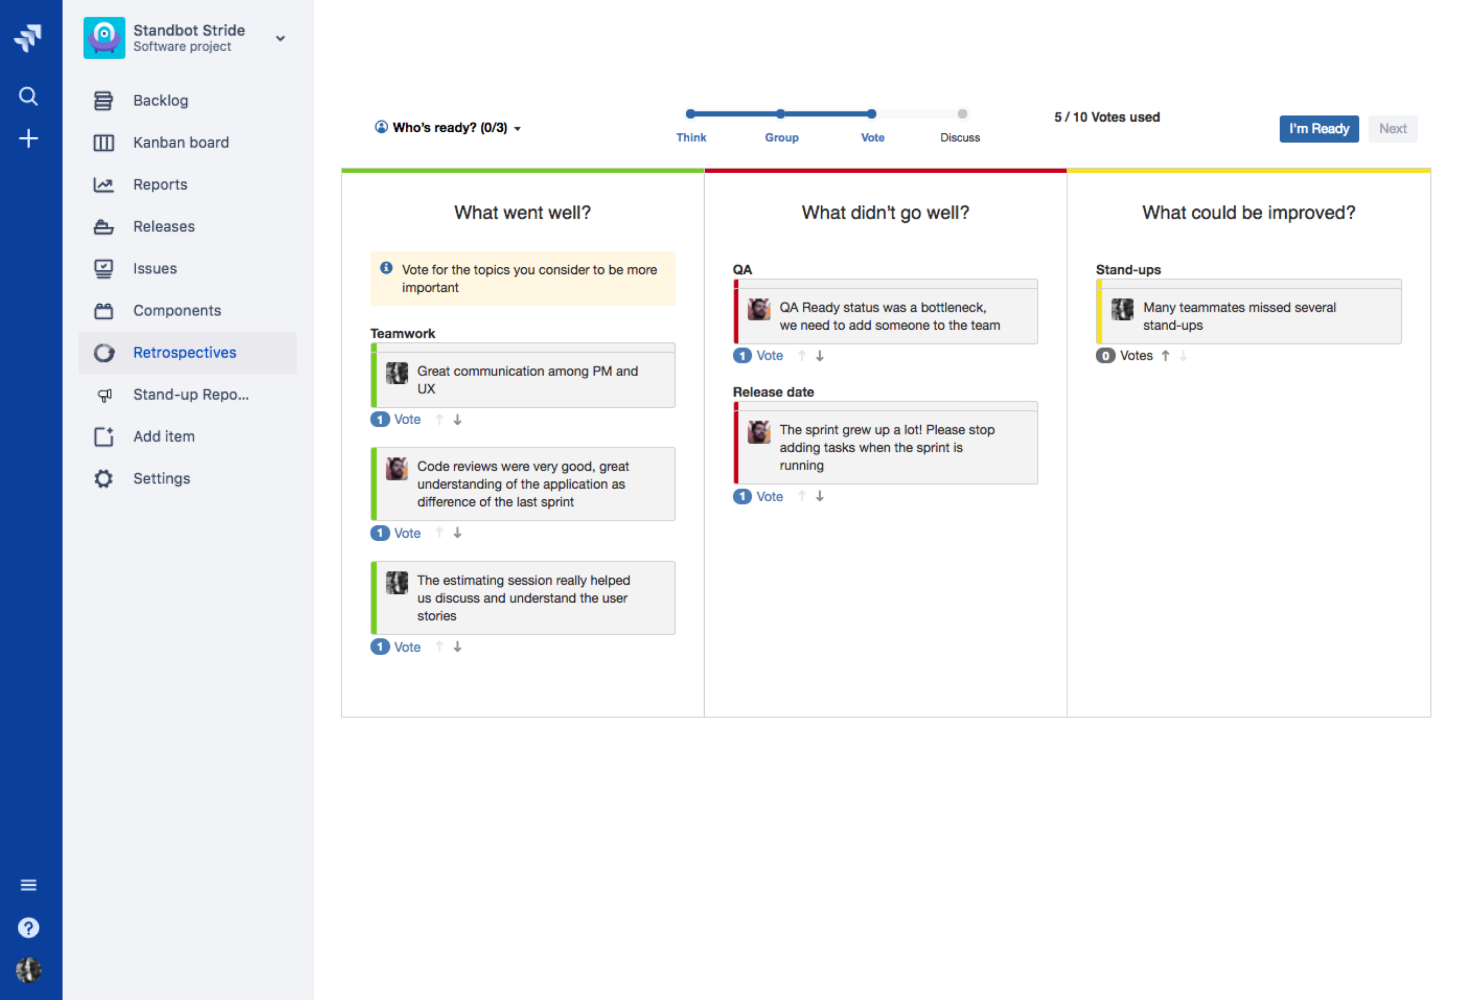 Standbot Stride
Software project
Backlog
Kanban board
Reports
Releases
Issues
Components
Retrospectives
Stand-up Repo...
Add item
Settings
Who's ready? (0/3)
Think
Group
Vote
Discuss
5 / 10 Votes used
I'm Ready
Next
What went well?
Vote for the topics you consider to be more
important
Teamwork
Great communication among PM and
UX
1 Vote
Code reviews were very good, great
understanding of the application as
difference of the last sprint
1 Vote
The estimating session really helped
us discuss and understand the user
stories
1 Vote
What didn't go well?
QA
QA Ready status was a bottleneck,
we need to add someone to the team
1 Vote
Release date
The sprint grew up a lot! Please stop
adding tasks when the sprint is
running
1 Vote
What could be improved?
Stand-ups
Many teammates missed several
stand-ups
0 Votes